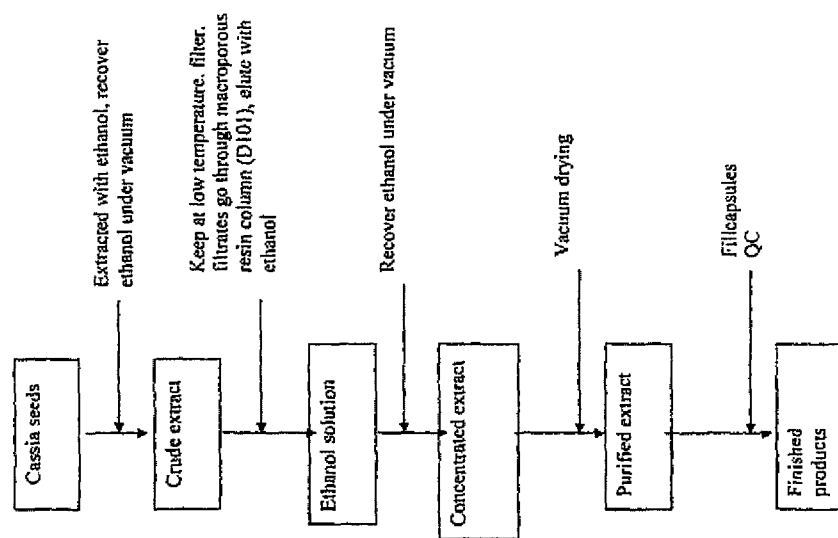 Cassia seeds
Extracted with ethanol, recover
ethanol under vacuum
Crude extract
Keep at low temperature. filter.
filtrates go through macroporous
resin column (D101), elute with
ethanol
Ethanol solution
Recover ethanol under vacuum
Concentrated extract
Vacuum drying
Purified extract
Fillcapsules
QC
Finished
products